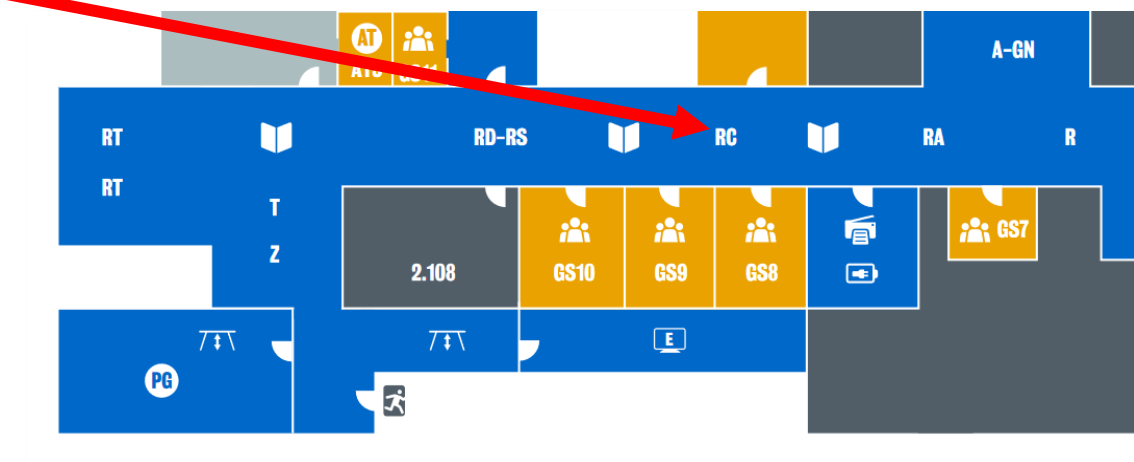 AT
A-GN
RT
RD-RS
RC
RA
R
RT
T
Z
GS7
2.108
GS10
GS9
GS8
E
PG